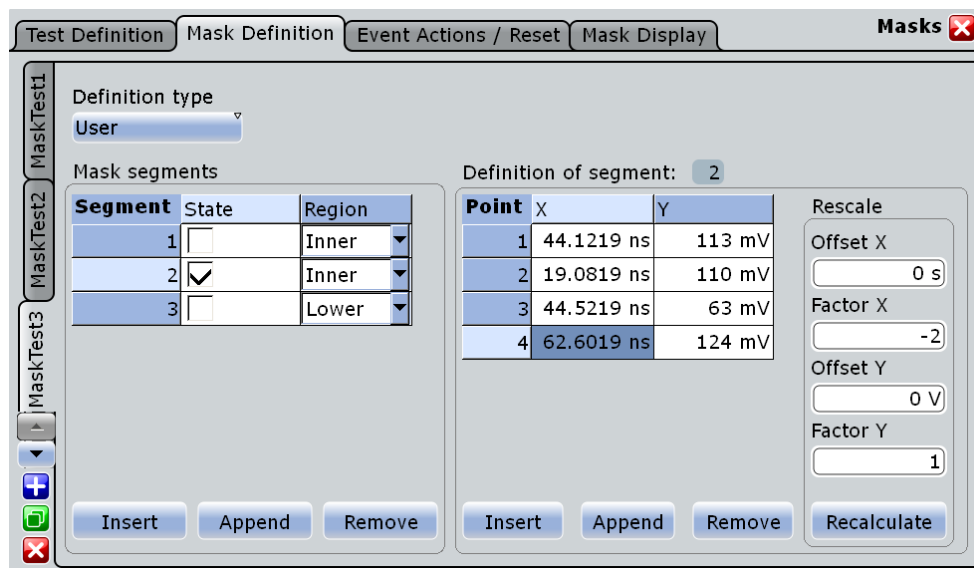 Masks
Test Definition Mask Definition Event Actions / Reset Mask Display
MaskTest1
MaskTest2
MaskTest3
Definition type
User
Mask segments
Segment State Region
1 Inner
2 Inner
3 Lower
Insert Append Remove
Definition of segment: 2
Point X Y
1 44.1219 ns 113 mV
2 19.0819 ns 110 mV
3 44.5219 ns 63 mV
4 62.6019 ns 124 mV
Insert Append Remove
Rescale
Offset X
0 s
Factor X
-2
Offset Y
0 V
Factor Y
1
Recalculate